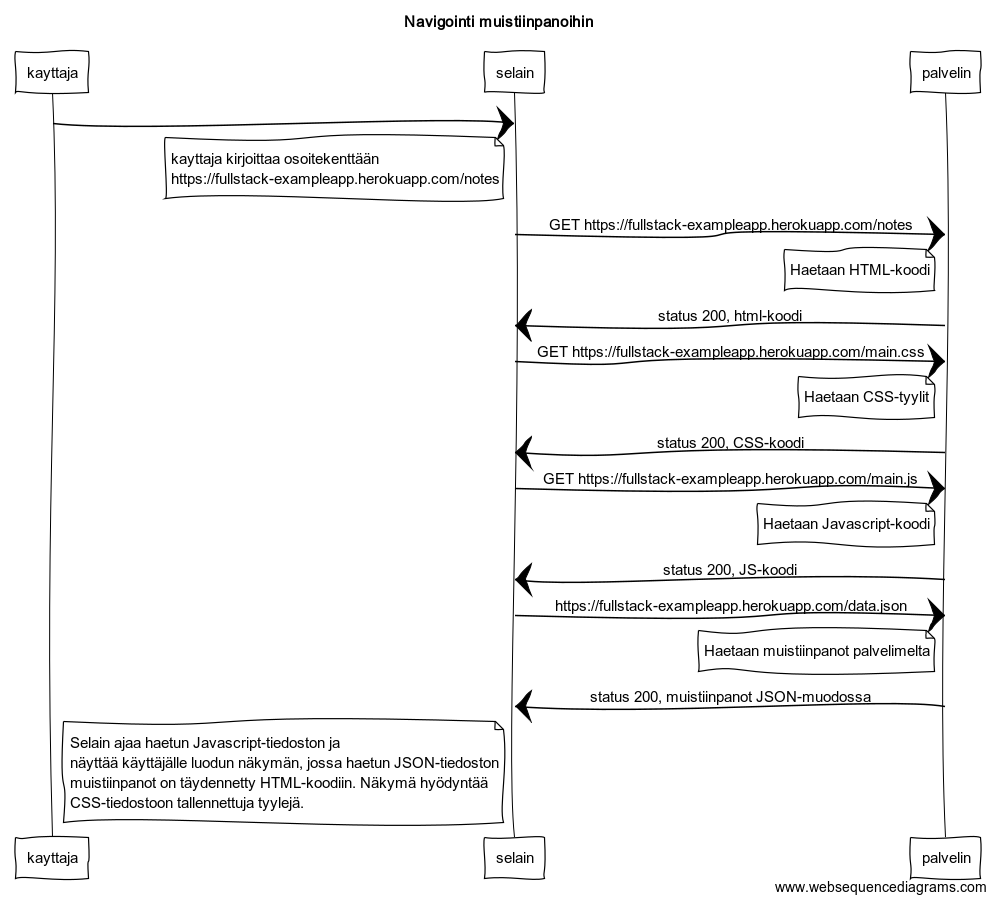 Navigointi muistiinpanoihin
kayttaja
selain
palvelin
kayttaja kirjoittaa osoitekenttään
https://fullstack-exampleapp.herokuapp.com/notes
GET https://fullstack-exampleapp.herokuapp.com/notes
Haetaan HTML-koodi
status 200, html-koodi
GET https://fullstack-exampleapp.herokuapp.com/main.css
Haetaan CSS-tyylit
status 200, CSS-koodi
GET https://fullstack-exampleapp.herokuapp.com/main.js
Haetaan Javascript-koodi
status 200, JS-koodi
https://fullstack-exampleapp.herokuapp.com/data.json
Haetaan muistiinpanot palvelimelta
status 200, muistiinpanot JSON-muodossa
Selain ajaa haetun Javascript-tiedoston ja
näyttää käyttäjälle luodun näkymän, jossa haetun JSON-tiedoston
muistiinpanot on täydennetty HTML-koodiin. Näkymä hyödyntää
CSS-tiedostoon tallennettuja tyylejä.
kayttaja
selain
palvelin
www.websequencediagrams.com